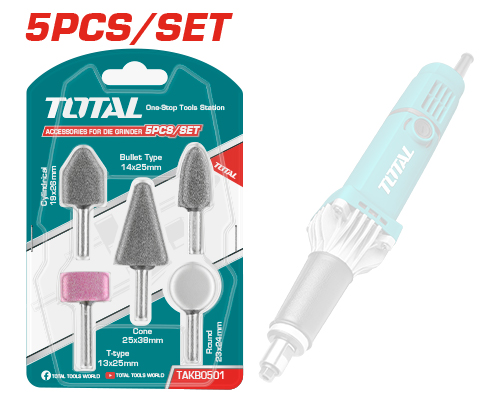 5PCS/SET
TOTAL
One-Stop Tools Station
ACCESSORIES FOR DIE GRINDER 5PCS/SET
Bullet Type
14x25mm
Cylindrical
19x26mm
TOTAL
Cone
25x38mm
T-type
13x25mm
Round
23x24mm
TOTAL TOOLS WORLD
TOTAL TOOLS WORLD
TAKB0501
TOTAL